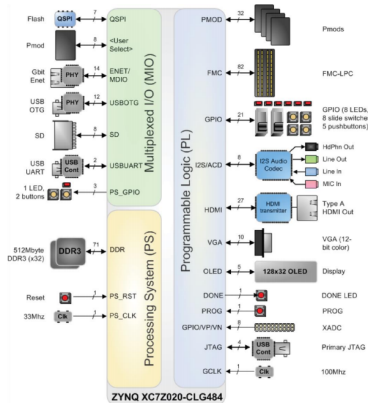 Flash
QSPI
7
QSPI
Pmod
8
<User
Select>
Gbit
Enet
PHY
14
ENET/
MDIO
USB
OTG
PHY
12
USBOTG
SD
8
SD
USB
UART
USB
Cont
2
USBUART
1 LED,
2 buttons
3
PS_GPIO
Multiplexed I/O (MIO)
512Mbyte
DDR3 (x32)
DDR3
71
DDR
Reset
1
PS_RST
33Mhz
Clk
1
PS_CLK
Processing System (PS)
Programmable Logic (PL)
PMOD
32
Pmods
FMC
82
FMC-LPC
GPIO
21
GPIO (8 LEDs,
8 slide switches
5 pushbuttons)
I2S/ACD
8
I2S Audio
Codec
HdPhn Out
Line Out
Line In
MIC In
HDMI
27
HDMI
transmitter
Type A
HDMI Out
VGA
10
VGA (12-
bit color)
OLED
5
128x32 OLED
Display
DONE
1
DONE LED
PROG
1
PROG
GPIO/VP/VN
8
XADC
JTAG
4
USB
Cont
Primary JTAG
GCLK
1
Clk
100Mhz
ZYNQ XC7Z020-CLG484